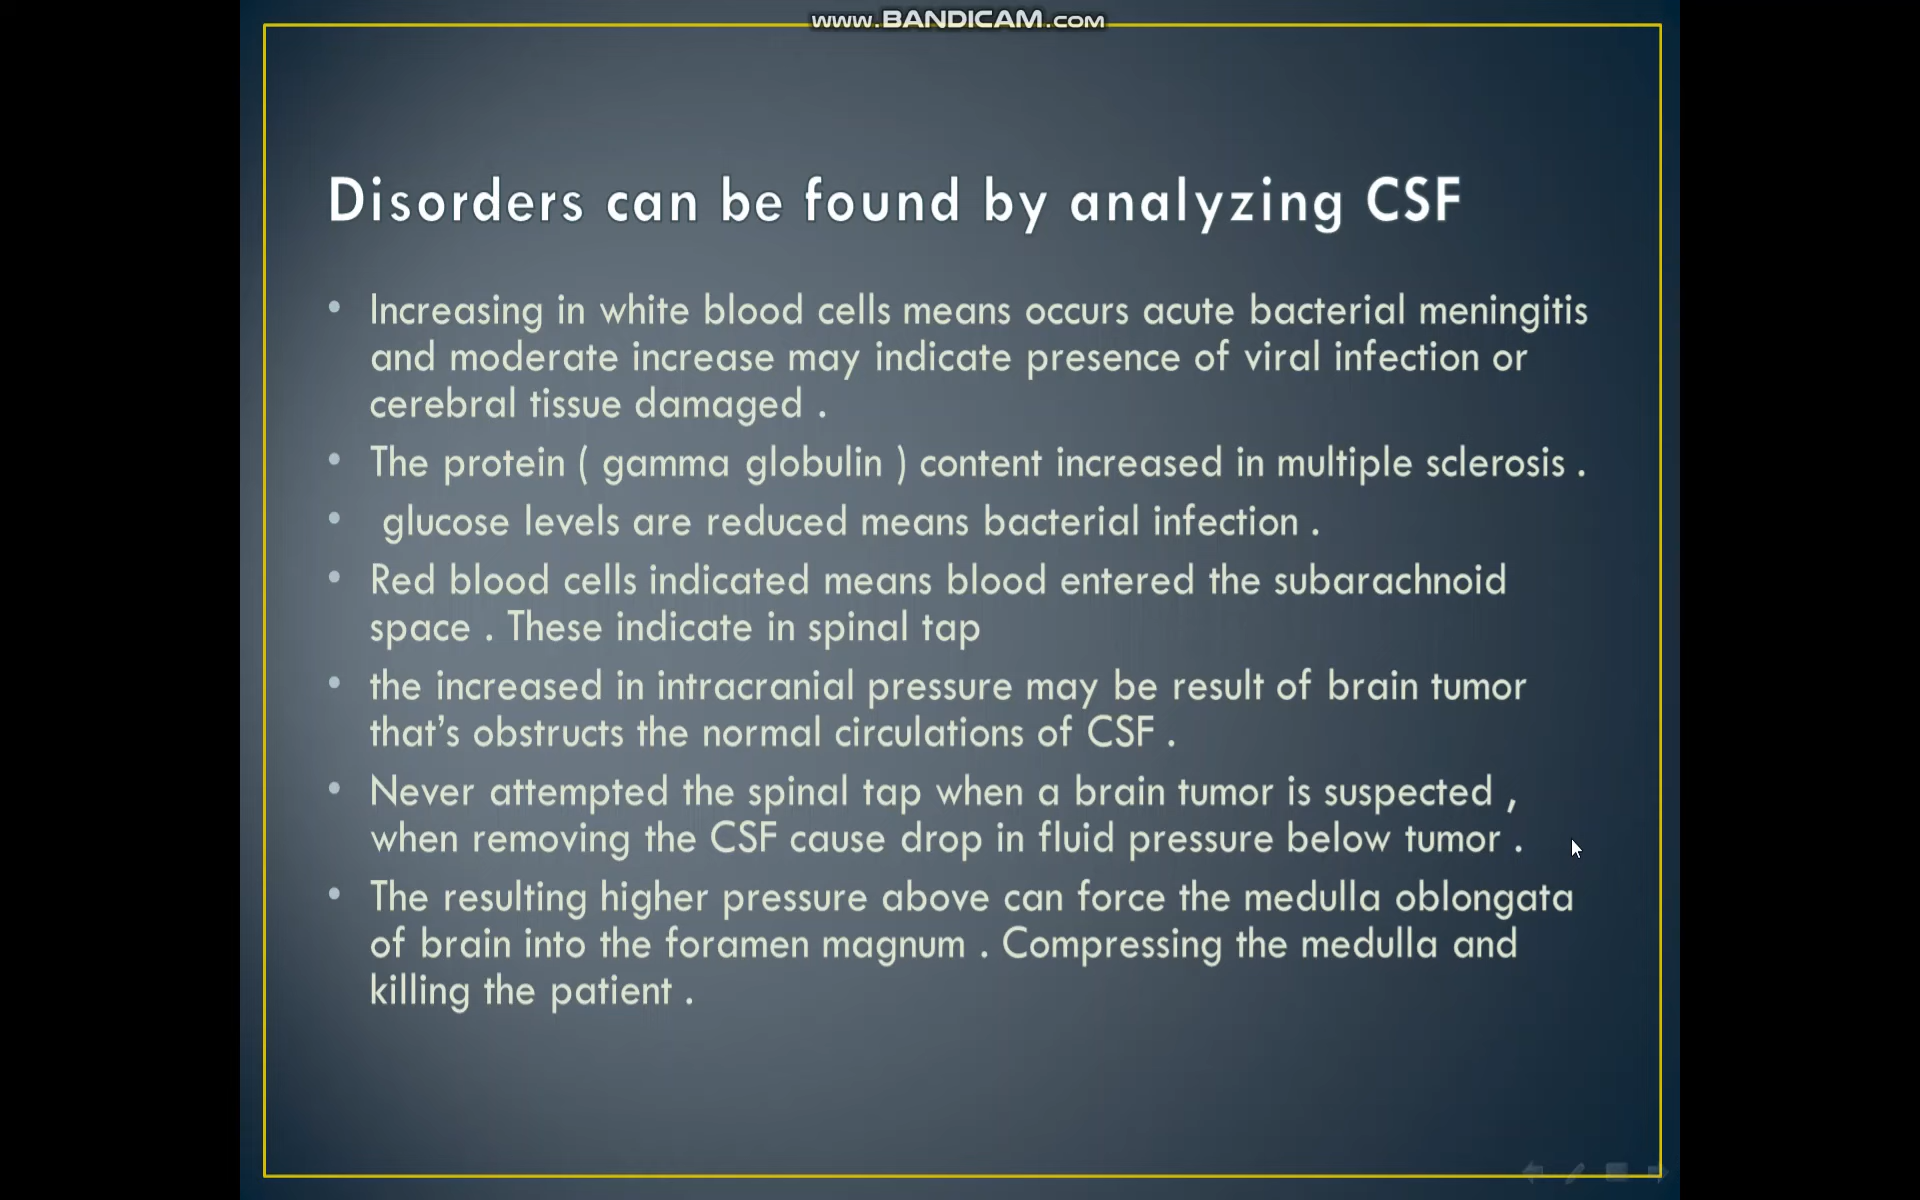 www.BANDICAM.com
Disorders can be found by analyzing CSF
• Increasing in white blood cells means occurs acute bacterial meningitis
and moderate increase may indicate presence of viral infection or
cerebral tissue damaged .
• The protein ( gamma globulin ) content increased in multiple sclerosis .
• glucose levels are reduced means bacterial infection .
• Red blood cells indicated means blood entered the subarachnoid
space . These indicate in spinal tap
• the increased in intracranial pressure may be result of brain tumor
that’s obstructs the normal circulations of CSF .
• Never attempted the spinal tap when a brain tumor is suspected ,
when removing the CSF cause drop in fluid pressure below tumor .
• The resulting higher pressure above can force the medulla oblongata
of brain into the foramen magnum . Compressing the medulla and
killing the patient .